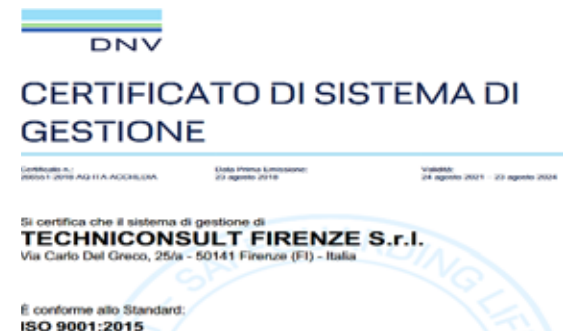 DNV
CERTIFICATO DI SISTEMA DI
GESTIONE
Certificato n.: Data Prima Emissione: Validità:
23 agosto 2018 24 agosto 2021 - 23 agosto 2024
Si certifica che il sistema di gestione di
TECHNICONSULT FIRENZE S.r.l.
Via Carlo Del Greco, 25/a - 50141 Firenze (FI) - Italia
È conforme allo Standard:
ISO 9001:2015